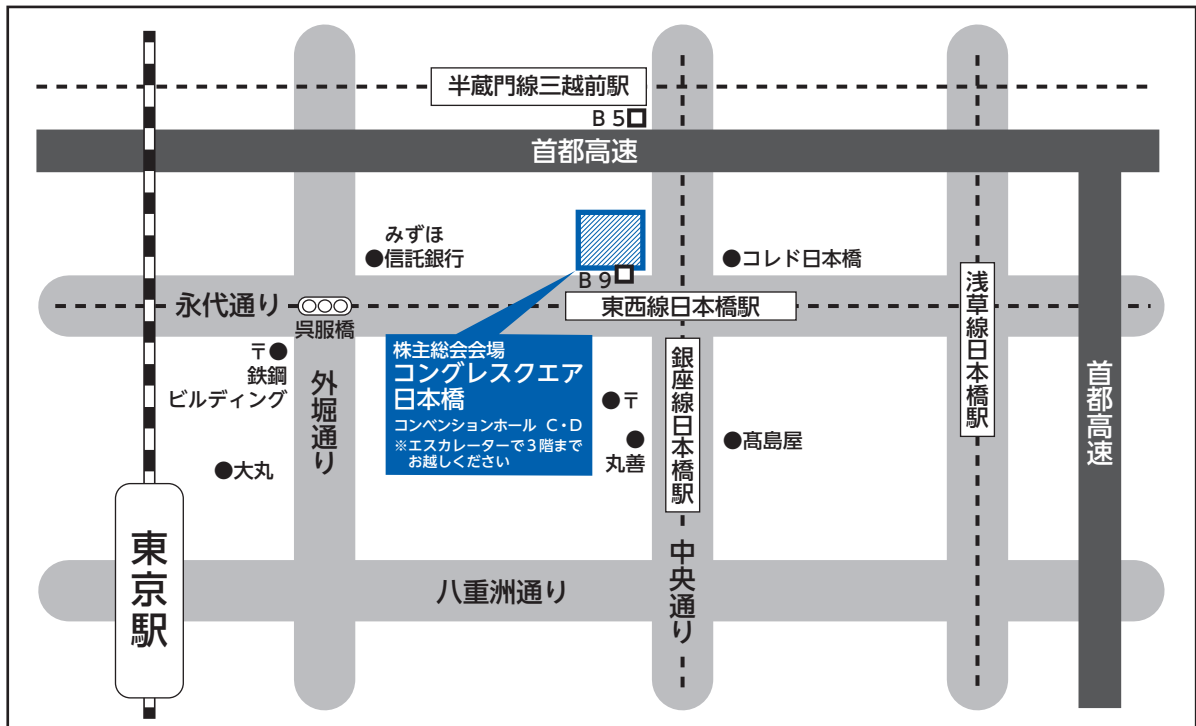 半蔵門線三越前駅
B 5
首都高速
みずほ
信託銀行
コレド日本橋
B 9
永代通り
呉服橋
東西線日本橋駅
浅草線日本橋駅
株主総会会場
コングレスクエア
日本橋
コンベンションホール C・D
※エスカレーターで3階まで
お越しください
〒
鉄鋼
ビルディング
外堀通り
〒
丸善
銀座線日本橋駅
髙島屋
首都高速
大丸
東京駅
中央通り
八重洲通り